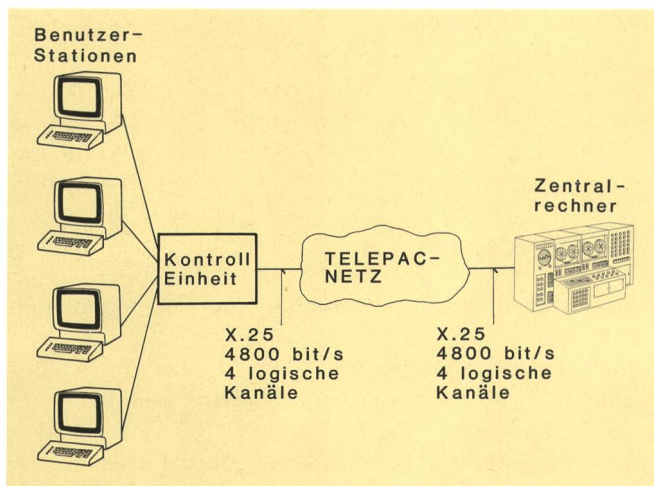 Benutzer-
Stationen
Zentral-
rechner
Kontroll
Einheit
TELEPAC-
NETZ
X.25
4800 bit/s
4 logische
Kanäle
X.25
4800 bit/s
4 logische
Kanäle